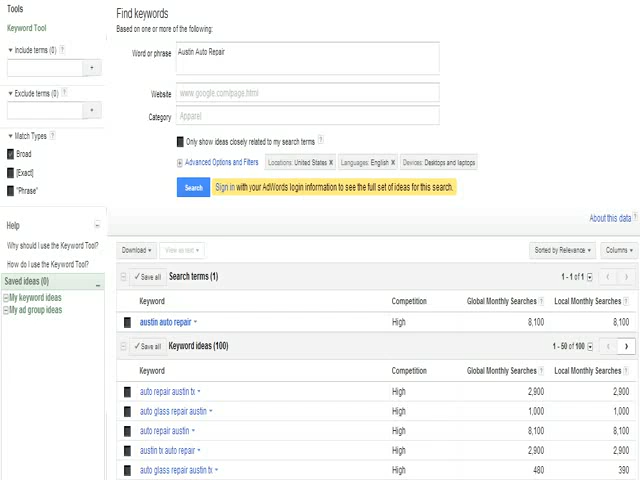 Tools
Keyword Tool
Include terms (0) ?
+
Exclude terms (0) ?
+
Match Types ?
Broad
[Exact]
"Phrase"
Help
Why should I use the Keyword Tool?
How do I use the Keyword Tool?
Saved ideas (0)
My keyword ideas
My ad group ideas
Find keywords
Based on one or more of the following:
Word or phrase Austin Auto Repair
Website www.google.com/page.html
Category Apparel
Only show ideas closely related to my search terms ?
Advanced Options and Filters Locations: United States x Languages: English x Devices: Desktops and laptops
Search Sign in with your AdWords login information to see the full set of ideas for this search.
About this data ?
Download View as text Sorted by Relevance Columns
Save all Search terms (1) 1 - 1 of 1
Keyword Competition Global Monthly Searches ? Local Monthly Searches ?
austin auto repair High 8,100 8,100
Save all Keyword ideas (100) 1 - 50 of 100
Keyword Competition Global Monthly Searches ? Local Monthly Searches ?
auto repair austin tx High 2,900 2,900
auto glass repair austin High 1,000 1,000
auto repair austin High 8,100 8,100
austin tx auto repair High 2,900 2,900
auto glass repair austin tx High 480 390